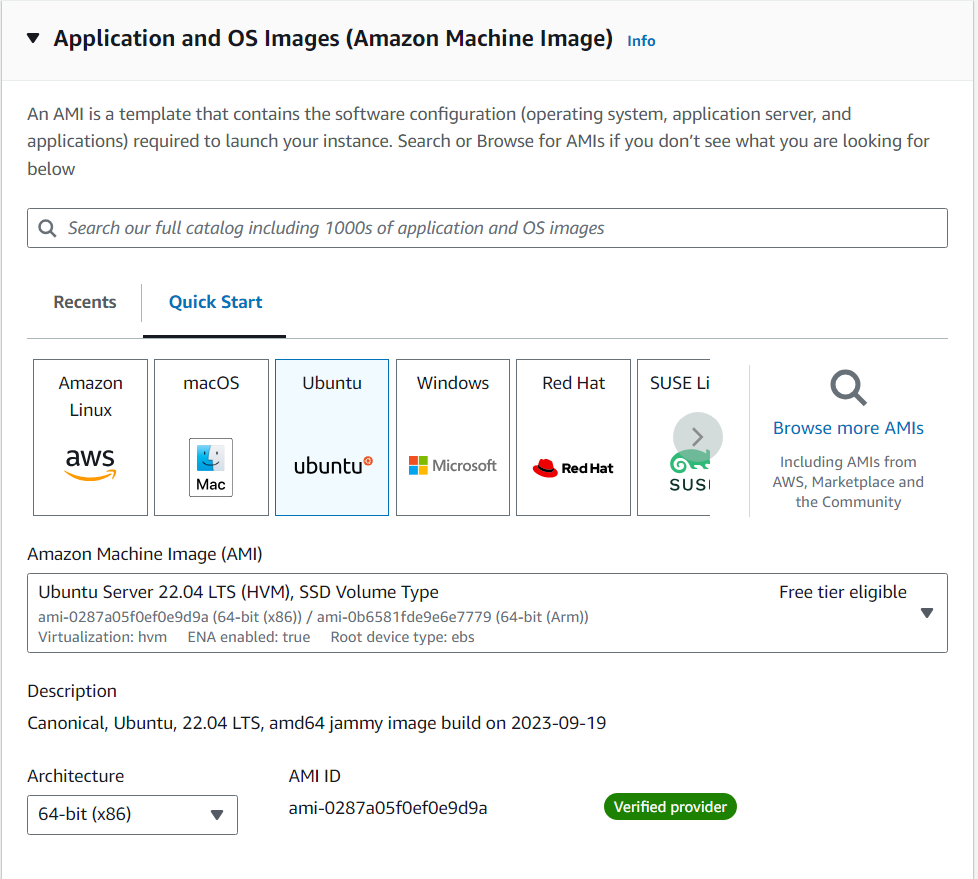 Application and OS Images (Amazon Machine Image) Info
An AMI is a template that contains the software configuration (operating system, application server, and
applications) required to launch your instance. Search or Browse for AMIs if you don’t see what you are looking for
below
Search our full catalog including 1000s of application and OS images
Recents
Quick Start
Amazon
Linux
aws
macOS
Mac
Ubuntu
ubuntu
Windows
Microsoft
Red Hat
Red Hat
SUSE Li
SUS
Browse more AMIs
Including AMIs from
AWS, Marketplace and
the Community
Amazon Machine Image (AMI)
Ubuntu Server 22.04 LTS (HVM), SSD Volume Type
Free tier eligible
ami-0287a05f0ef0e9d9a (64-bit (x86)) / ami-0b6581fde9e6e7779 (64-bit (Arm))
Virtualization: hvm ENA enabled: true Root device type: ebs
Description
Canonical, Ubuntu, 22.04 LTS, amd64 jammy image build on 2023-09-19
Architecture
64-bit (x86)
AMI ID
ami-0287a05f0ef0e9d9a
Verified provider